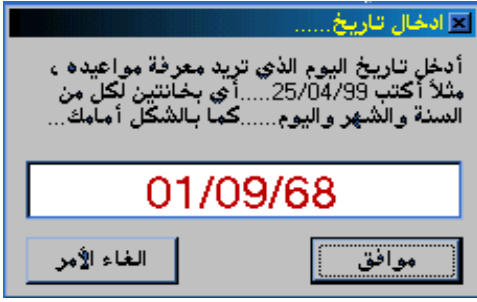 ادخال تاريخ......
أدخل تاريخ اليوم الذي تريد معرفة مواعيده ،
مثلاً أكتب 25/04/99.....أي بخانتين لكل من
السنة والشهر واليوم......كما بالشكل أمامك...
01/09/68
موافق
الغاء الأمر